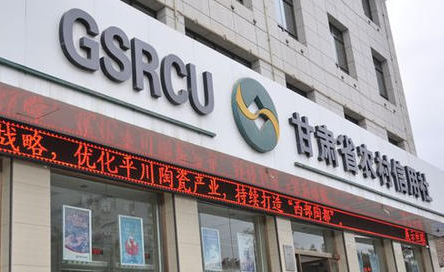 GSRCU 甘肃省农村信用社
战略，优化平川陶瓷产业，持续打造“西部陶都”。